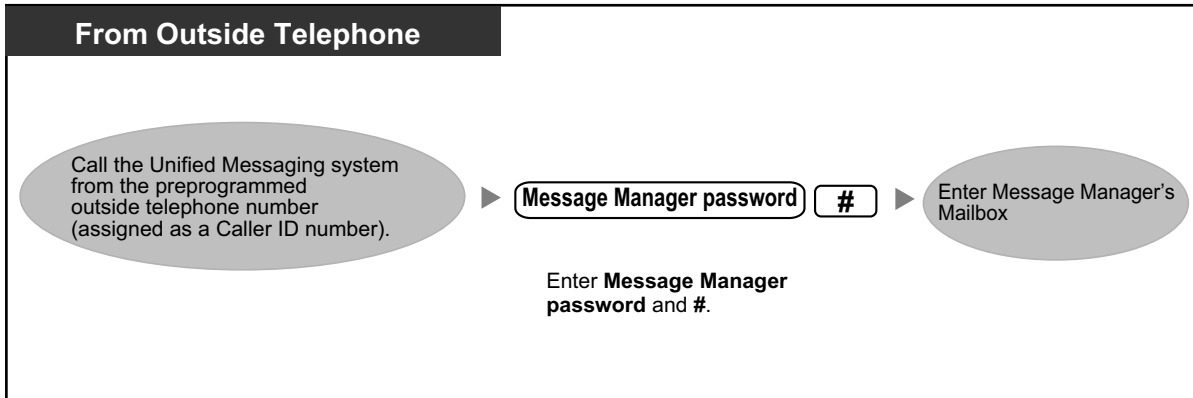 From Outside Telephone
Call the Unified Messaging system
from the preprogrammed
outside telephone number
(assigned as a Caller ID number).
Message Manager password #
Enter Message Manager
password and #.
Enter Message Manager's
Mailbox